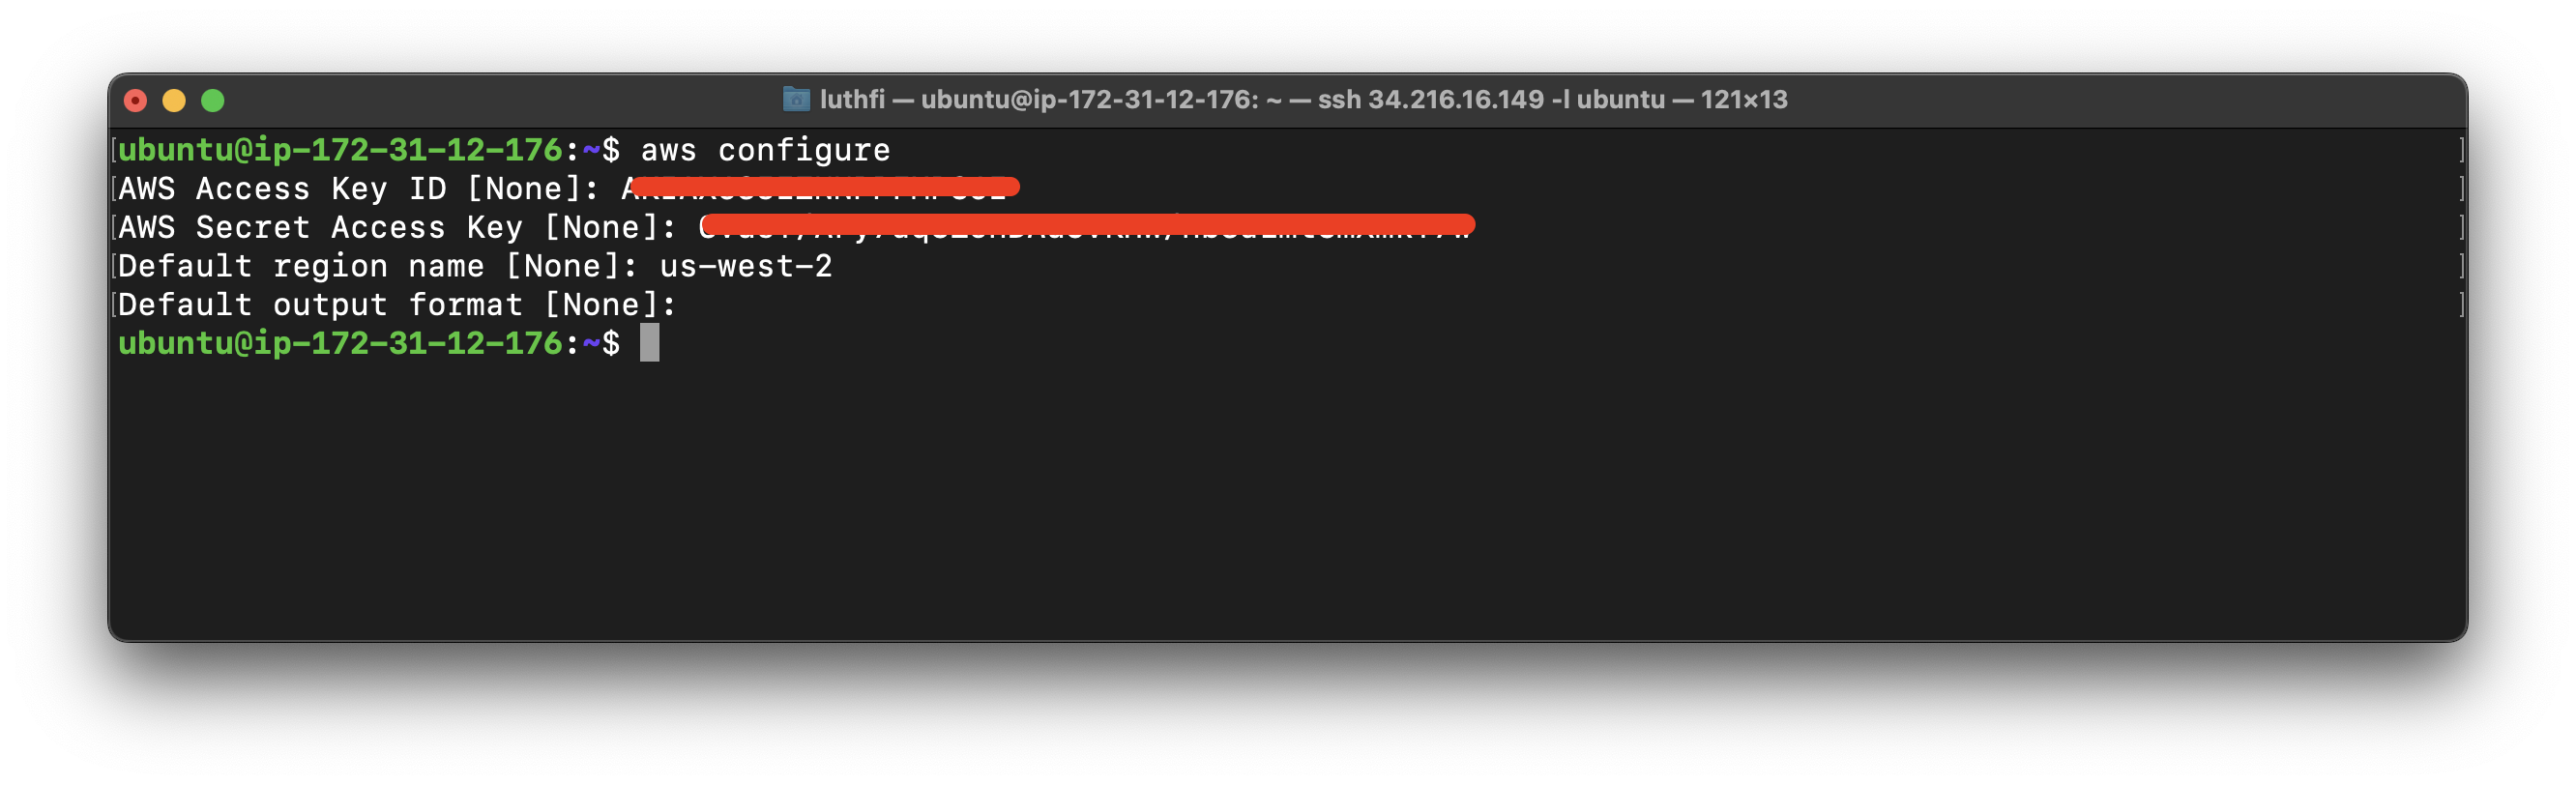 luthfi — ubuntu@ip-172-31-12-176: ~ — ssh 34.216.16.149 -l ubuntu — 121×13
ubuntu@ip-172-31-12-176:~$ aws configure
AWS Access Key ID [None]:
AWS Secret Access Key [None]:
Default region name [None]: us-west-2
Default output format [None]:
ubuntu@ip-172-31-12-176:~$